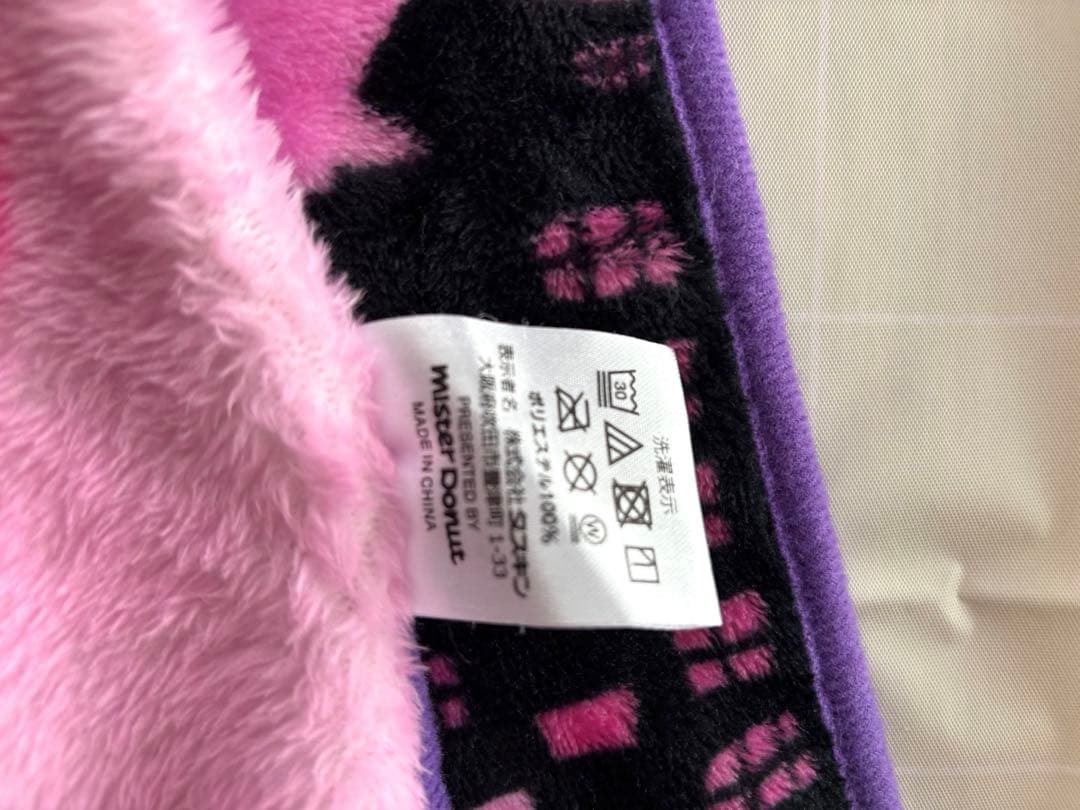 洗濯表示
30
W
ポリエステル100%
表示者名 株式会社ダスキン
大阪府吹田市豊津町 1-33
PRESENTED BY
mister Donut
MADE IN CHINA